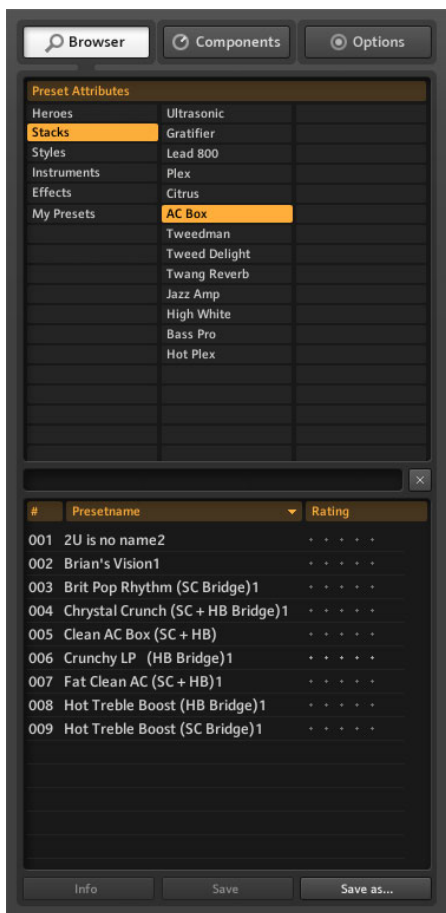 Browser Components Options
Preset Attributes
Heroes Ultrasonic
Stacks Gratifier
Styles Lead 800
Instruments Plex
Effects Citrus
My Presets AC Box
Tweedman
Tweed Delight
Twang Reverb
Jazz Amp
High White
Bass Pro
Hot Plex
# Presetname Rating
001 2U is no name2
002 Brian's Vision1
003 Brit Pop Rhythm (SC Bridge)1
004 Chrystal Crunch (SC + HB Bridge)1
005 Clean AC Box (SC + HB)
006 Crunchy LP (HB Bridge)1
007 Fat Clean AC (SC + HB)1
008 Hot Treble Boost (HB Bridge)1
009 Hot Treble Boost (SC Bridge)1
Info Save Save as...